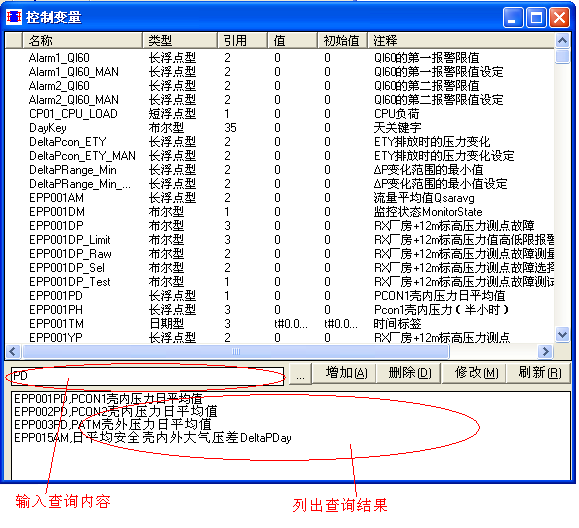 控制变量
名称 类型 引用 值 初始值 注释
Alarm1_QI60 长浮点型 2 0 0 QI60的第一报警限值
Alarm1_QI60_MAN 长浮点型 2 0 0 QI60的第一报警限值设定
Alarm2_QI60 长浮点型 2 0 0 QI60的第二报警限值
Alarm2_QI60_MAN 长浮点型 2 0 0 QI60的第二报警限值设定
CP01_CPU_LOAD 短浮点型 1 0 0 CPU负荷
DayKey 布尔型 35 0 0 天关键字
DeltaPcon_ETY 长浮点型 2 0 0 ETY排放时的压力变化
DeltaPcon_ETY_MAN 长浮点型 2 0 0 ETY排放时的压力变化设定
DeltaPRange_Min 长浮点型 2 0 0 ΔP变化范围的最小值
DeltaPRange_Min_... 长浮点型 2 0 0 ΔP变化范围的最小值设定
EPP001AM 长浮点型 2 0 0 流量平均值Qsaravg
EPP001DM 布尔型 1 0 0 监控状态MonitorState
EPP001DP 布尔型 3 0 0 RX厂房+12m标高压力测点故障
EPP001DP_Limit 布尔型 3 0 0 RX厂房+12m标高压力值高低限报警
EPP001DP_Raw 布尔型 2 0 0 RX厂房+12m标高压力测点故障测量
EPP001DP_Sel 布尔型 2 0 0 RX厂房+12m标高压力测点故障选择
EPP001DP_Test 布尔型 1 0 0 RX厂房+12m标高压力测点故障测试
EPP001PD 长浮点型 1 0 0 PCON1壳内压力日平均值
EPP001PH 长浮点型 3 0 0 Pcon1壳内压力(半小时)
EPP001TM 日期型 3 t#0.0... t#0.0... 时间标签
EPP001YP 长浮点型 2 0 0 RX厂房+12m标高压力测点
PD ... 增加(A) 删除(D) 修改(M) 刷新(R)
EPP001PD,PCON1壳内压力日平均值
EPP002PD,PCON2壳内压力日平均值
EPP003PD,PATM壳外压力日平均值
EPP015AM,日平均安全壳内外大气压差DeltaPDay
输入查询内容 列出查询结果